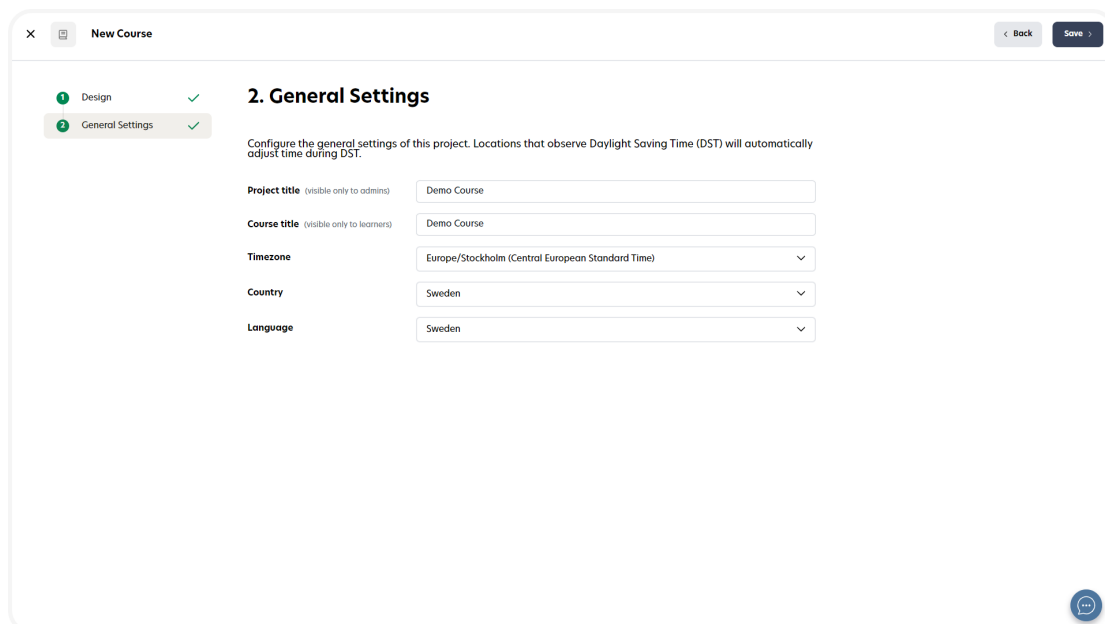 New Course
Back
Save
1 Design
2 General Settings
2. General Settings
Configure the general settings of this project. Locations that observe Daylight Saving Time (DST) will automatically
adjust time during DST.
Project title (visible only to admins) Demo Course
Course title (visible only to learners) Demo Course
Timezone Europe/Stockholm (Central European Standard Time)
Country Sweden
Language Sweden